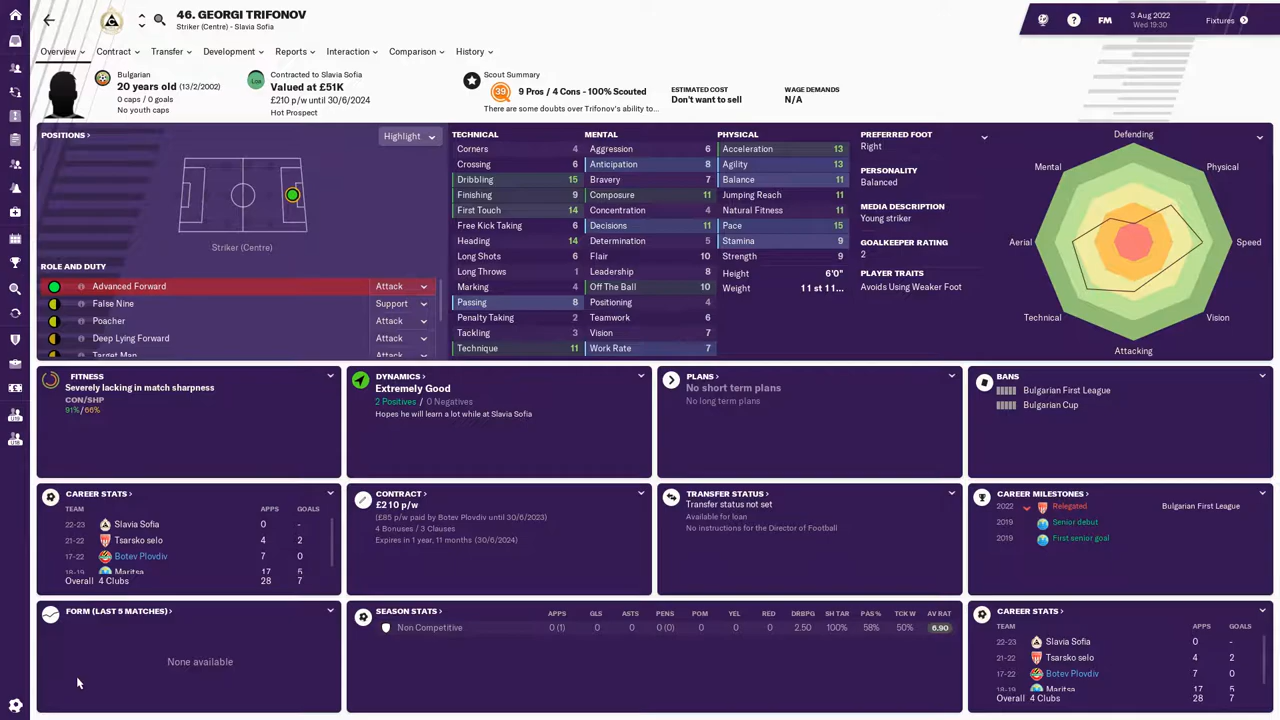 46. GEORGI TRIFONOV
Striker (Centre) - Slavia Sofia
FM
3 Aug 2022
Wed 19:30
Fixtures
Overview
Contract
Transfer
Development
Reports
Interaction
Comparison
History
Bulgarian
20 years old (13/2/2002)
0 caps / 0 goals
No youth caps
Loa
Contracted to Slavia Sofia
Valued at £51K
£210 p/w until 30/6/2024
Hot Prospect
Scout Summary
39
9 Pros / 4 Cons - 100% Scouted
There are some doubts over Trifonov's ability to...
ESTIMATED COST
Don't want to sell
WAGE DEMANDS
N/A
POSITIONS >
Highlight
Striker (Centre)
ROLE AND DUTY
Advanced Forward Attack
False Nine Support
Poacher Attack
Deep Lying Forward Attack
Target Man Attack
TECHNICAL
Corners 4
Crossing 6
Dribbling 15
Finishing 9
First Touch 14
Free Kick Taking 6
Heading 14
Long Shots 6
Long Throws 1
Marking 4
Passing 8
Penalty Taking 2
Tackling 3
Technique 11
MENTAL
Aggression 6
Anticipation 8
Bravery 7
Composure 11
Concentration 4
Decisions 11
Determination 5
Flair 10
Leadership 8
Off The Ball 10
Positioning 4
Teamwork 6
Vision 7
Work Rate 7
PHYSICAL
Acceleration 13
Agility 13
Balance 11
Jumping Reach 11
Natural Fitness 11
Pace 15
Stamina 9
Strength 9
Height 6'0"
Weight 11 st 11...
PREFERRED FOOT
Right
PERSONALITY
Balanced
MEDIA DESCRIPTION
Young striker
GOALKEEPER RATING
2
PLAYER TRAITS
Avoids Using Weaker Foot
Defending
Physical
Speed
Vision
Attacking
Technical
Aerial
Mental
FITNESS
Severely lacking in match sharpness
CON/SHP
91%/66%
DYNAMICS >
Extremely Good
2 Positives / 0 Negatives
Hopes he will learn a lot while at Slavia Sofia
PLANS >
No short term plans
No long term plans
BANS
Bulgarian First League
Bulgarian Cup
CAREER STATS >
TEAM APPS GOALS
22-23 Slavia Sofia 0 -
21-22 Tsarsko selo 4 2
17-22 Botev Plovdiv 7 0
18-19 Maritsa 17 5
Overall 4 Clubs 28 7
CONTRACT >
£210 p/w
(£85 p/w paid by Botev Plovdiv until 30/6/2023)
4 Bonuses / 3 Clauses
Expires in 1 year, 11 months (30/6/2024)
TRANSFER STATUS >
Transfer status not set
Available for loan
No instructions for the Director of Football
CAREER MILESTONES >
2022 Relegated Bulgarian First League
2019 Senior debut
2019 First senior goal
FORM (LAST 5 MATCHES) >
None available
SEASON STATS >
APPS GLS ASTS PENS POM YEL RED DRBPG SH TAR PAS % TCK W AV RAT
Non Competitive 0 (1) 0 0 0 (0) 0 0 0 2.50 100% 58% 50% 6.90
CAREER STATS >
TEAM APPS GOALS
22-23 Slavia Sofia 0 -
21-22 Tsarsko selo 4 2
17-22 Botev Plovdiv 7 0
18-19 Maritsa 17 5
Overall 4 Clubs 28 7